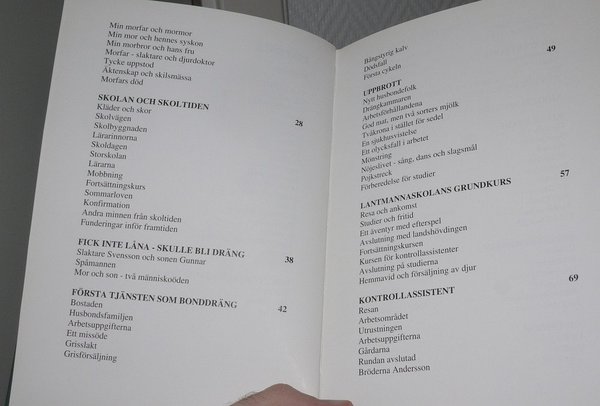 Min morfar och mormor
Min mor och hennes syskon
Min morbror och hans fru
Morfar - slaktare och djurdoktor
Tycke uppstod
Äktenskap och skilsmässa
Morfars död
SKOLAN OCH SKOLTIDEN 28
Kläder och skor
Skolvägen
Skolbyggnaden
Lärarinnorna
Skoldagen
Storskolan
Lärarna
Mobbning
Fortsättningskurs
Sommarloven
Konfirmation
Andra minnen från skoltiden
Funderingar inför framtiden
FICK INTE LÅNA - SKULLE BLI DRÄNG 38
Slaktare Svensson och sonen Gunnar
Spåmannen
Mor och son - två människoöden
FÖRSTA TJÄNSTEN SOM BONDDRÄNG 42
Bostaden
Husbondsfamiljen
Arbetsuppgifterna
Ett missöde
Grisslakt
Grisförsäljning
Bångstyrig kalv
Dödsfall
Första cykeln
UPPBROTT 49
Nytt husbondefolk
Drängkammaren
Arbetsförhållandena
God mat, men två sorters mjölk
Tvåkrona i stället för sedel
En sjukhusvistelse
Ett olycksfall i arbetet
Mönstring
Nöjeslivet - sång, dans och slagsmål
Pojkstreck
Förberedelse för studier
LANTMANNASKOLANS GRUNDKURS 57
Resa och ankomst
Studier och fritid
Ett äventyr med efterspel
Avslutning med landshövdingen
Fortsättningskursen
Kursen för kontrollassistenter
Avslutning på studierna
Hemmavid och försäljning av djur
KONTROLLASSISTENT 69
Resan
Arbetsområdet
Utrustningen
Arbetsuppgifterna
Gårdarna
Rundan avslutad
Bröderna Andersson